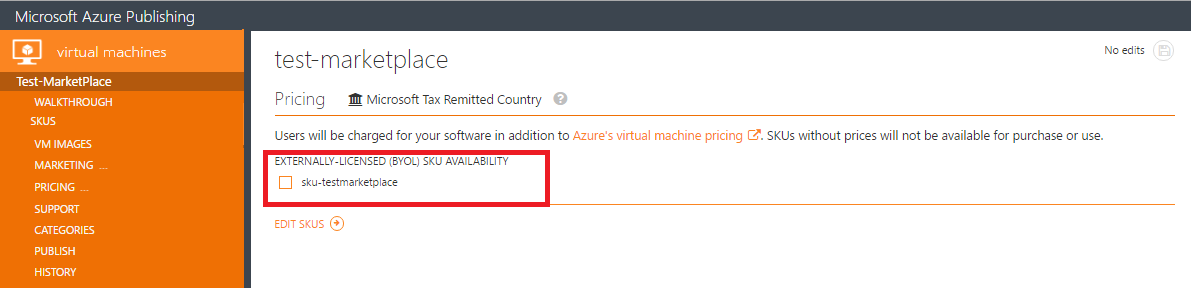 Microsoft Azure Publishing
virtual machines
Test-MarketPlace
WALKTHROUGH
SKUS
VM IMAGES
MARKETING ...
PRICING ...
SUPPORT
CATEGORIES
PUBLISH
HISTORY
test-marketplace
No edits
Pricing Microsoft Tax Remitted Country ?
Users will be charged for your software in addition to Azure's virtual machine pricing. SKUs without prices will not be available for purchase or use.
EXTERNALLY-LICENSED (BYOL) SKU AVAILABILITY
sku-testmarketplace
EDIT SKUS